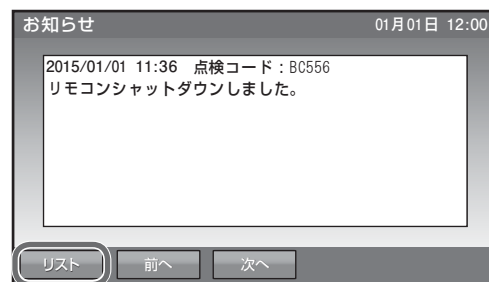 お知らせ 01月01日 12:00
2015/01/01 11:36 点検コード：BC556
リモコンシャットダウンしました。
リスト 前へ 次へ